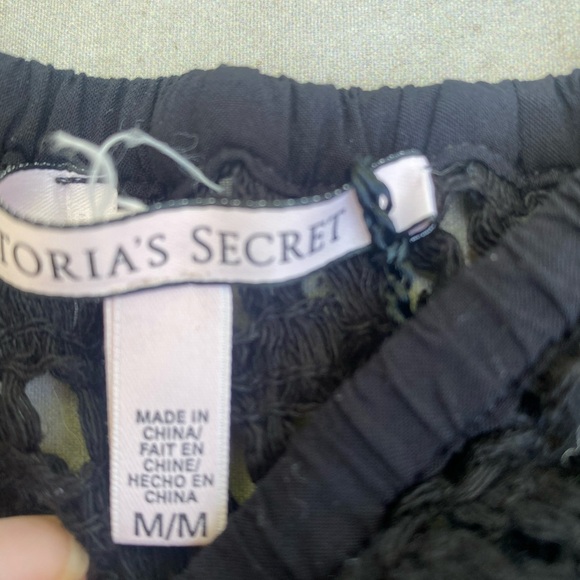 TORIA'S SECRET
MADE IN
CHINA/
FAIT EN
CHINE/
HECHO EN
CHINA
M/M